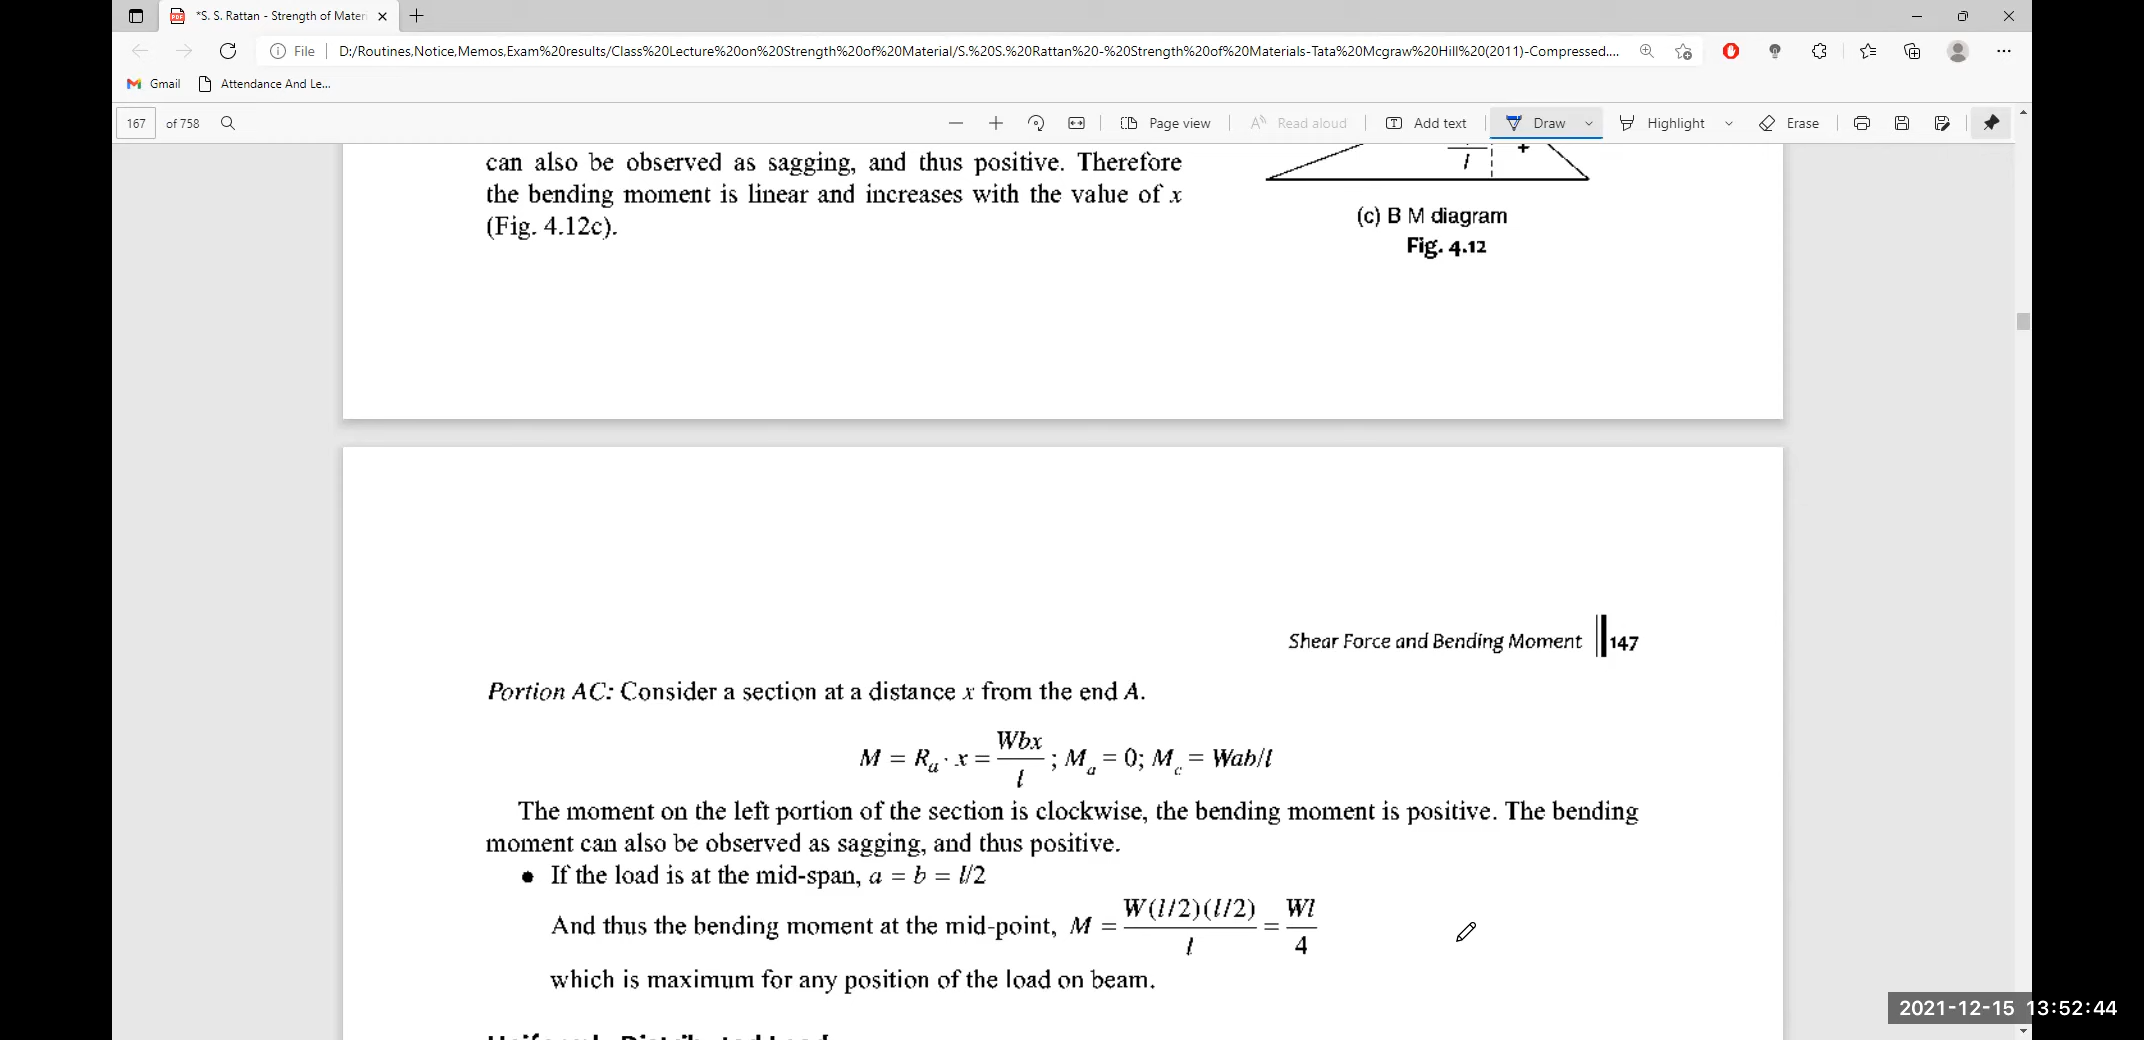 *S. S. Rattan - Strength of Mater
File
D:/Routines,Notice,Memos,Exam%20results/Class%20Lecture%20on%20Strength%20of%20Material/S.%20S.%20Rattan%20-%20Strength%20of%20Materials-Tata%20Mcgraw%20Hill%20(2011)-Compressed....
Gmail
Attendance And Le...
167 of 758
Page view
Read aloud
Add text
Draw
Highlight
Erase
can also be observed as sagging, and thus positive. Therefore
the bending moment is linear and increases with the value of x
(Fig. 4.12c).
l
+
(c) B M diagram
Fig. 4.12
Shear Force and Bending Moment 147
Portion AC: Consider a section at a distance x from the end A.
M = Ra · x = Wbx / l ; Ma = 0; Mc = Wab/l
The moment on the left portion of the section is clockwise, the bending moment is positive. The bending
moment can also be observed as sagging, and thus positive.
• If the load is at the mid-span, a = b = l/2
And thus the bending moment at the mid-point, M = W(l/2)(l/2) / l = Wl / 4
which is maximum for any position of the load on beam.
2021-12-15 13:52:44